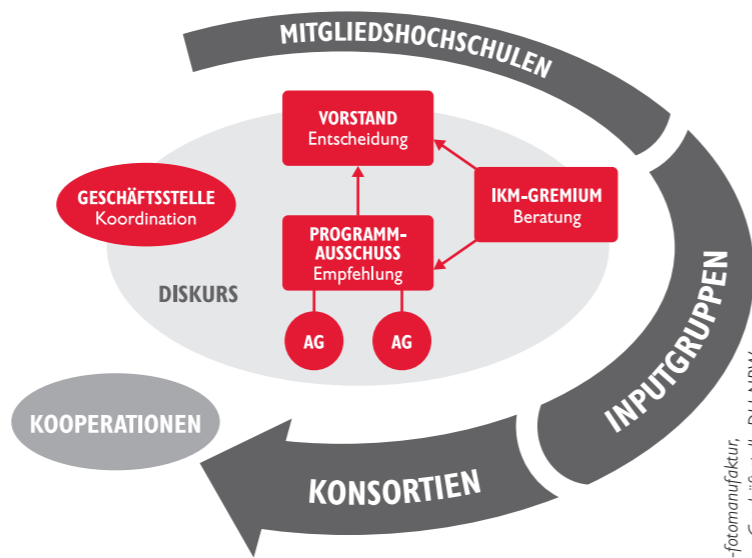 MITGLIEDSHOCHSCHULEN
VORSTAND
Entscheidung
GESCHÄFTSSTELLE
Koordination
IKM-GREMIUM
Beratung
PROGRAMM-
AUSSCHUSS
Empfehlung
DISKURS
AG
AG
INPUTGRUPPEN
KOOPERATIONEN
KONSORTIEN
-fotomanufaktur,